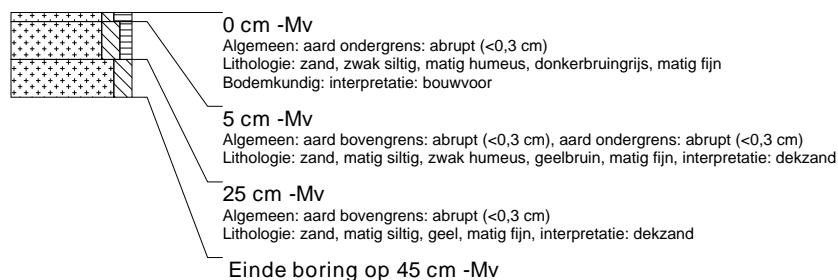 0 cm -Mv
Algemeen: aard ondergrens: abrupt (<0,3 cm)
Lithologie: zand, zwak siltig, matig humeus, donkerbruingrijs, matig fijn
Bodemkundig: interpretatie: bouwvoor
5 cm -Mv
Algemeen: aard bovengrens: abrupt (<0,3 cm), aard ondergrens: abrupt (<0,3 cm)
Lithologie: zand, matig siltig, zwak humeus, geelbruin, matig fijn, interpretatie: dekzand
25 cm -Mv
Algemeen: aard bovengrens: abrupt (<0,3 cm)
Lithologie: zand, matig siltig, geel, matig fijn, interpretatie: dekzand
Einde boring op 45 cm -Mv